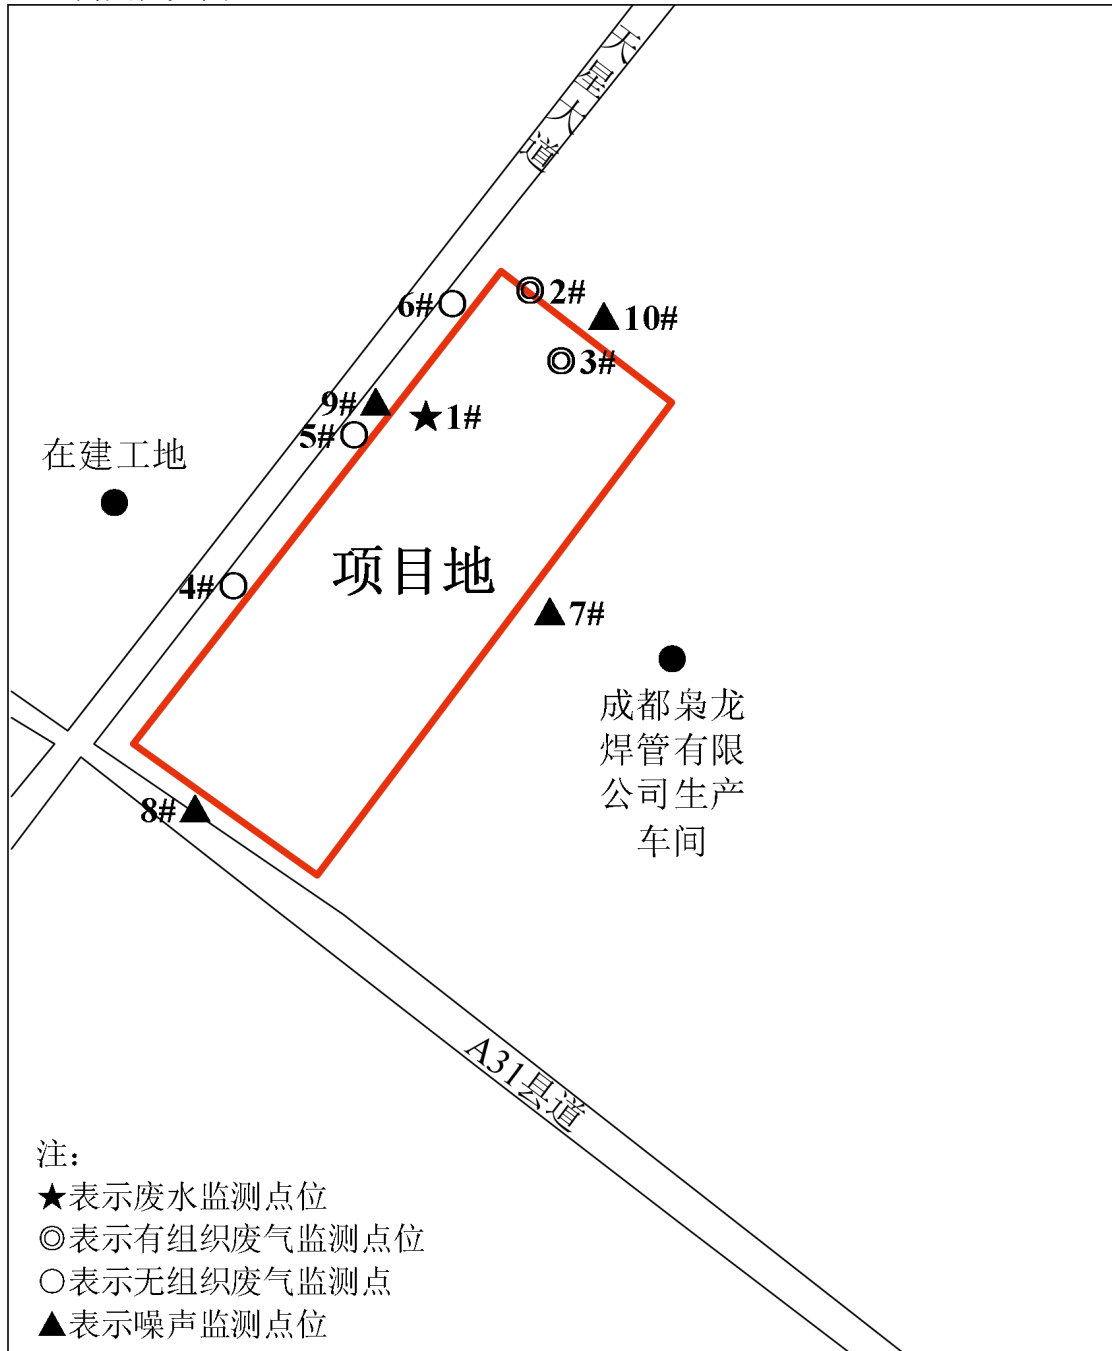 天星大道
6#
2#
10#
3#
9#
1#
5#
在建工地
4#
项目地
7#
成都枭龙
焊管有限
公司生产
车间
8#
A31县道
注：
★表示废水监测点位
◎表示有组织废气监测点位
○表示无组织废气监测点
▲表示噪声监测点位